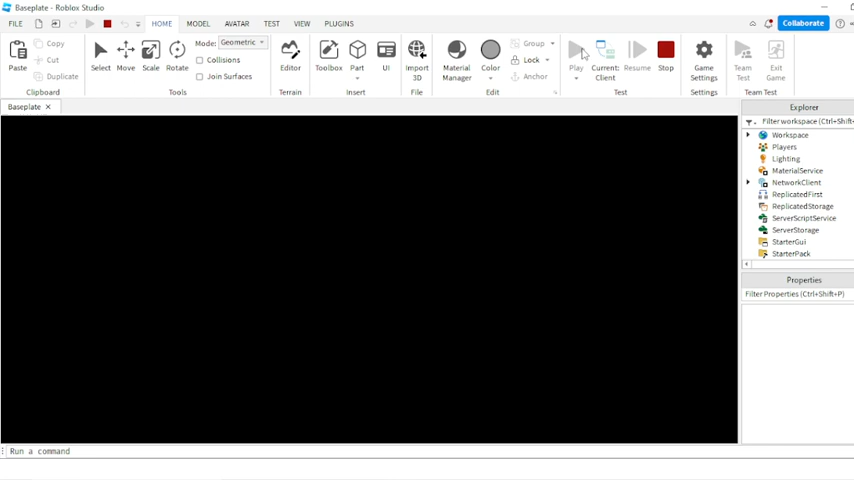 Baseplate - Roblox Studio
FILE HOME MODEL AVATAR TEST VIEW PLUGINS Collaborate
Paste Copy Cut Duplicate Clipboard
Select Move Scale Rotate Mode: Geometric Collisions Join Surfaces Tools
Editor Terrain
Toolbox Part UI Insert
Import 3D File
Material Manager Color Group Lock Anchor Edit
Play Current: Client Resume Stop Test
Game Settings Settings
Team Test Exit Game Team Test
Baseplate
Explorer
Filter workspace (Ctrl+Shift+
Workspace
Players
Lighting
MaterialService
NetworkClient
ReplicatedFirst
ReplicatedStorage
ServerScriptService
ServerStorage
StarterGui
StarterPack
Properties
Filter Properties (Ctrl+Shift+P)
Run a command